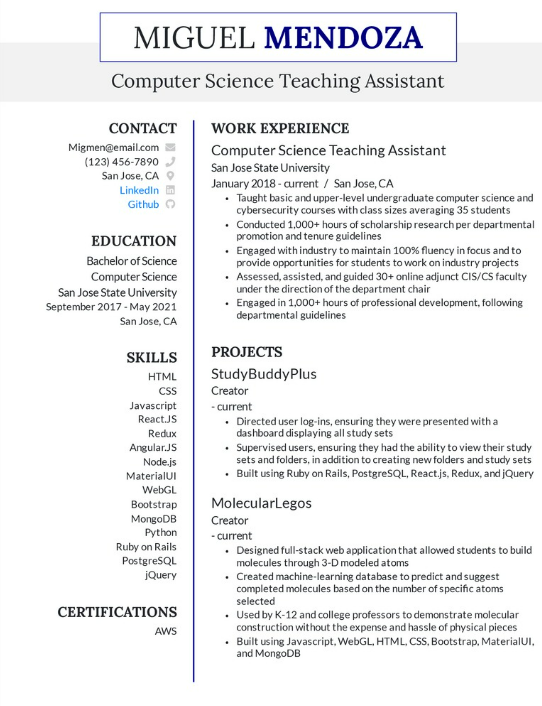 MIGUEL MENDOZA
Computer Science Teaching Assistant
CONTACT
Migmen@email.com
(123) 456-7890
San Jose, CA
LinkedIn
Github
EDUCATION
Bachelor of Science
Computer Science
San Jose State University
September 2017 - May 2021
San Jose, CA
SKILLS
HTML
CSS
Javascript
React.JS
Redux
Angular.JS
Node.js
MaterialUI
WebGL
Bootstrap
MongoDB
Python
Ruby on Rails
PostgreSQL
jQuery
CERTIFICATIONS
AWS
WORK EXPERIENCE
Computer Science Teaching Assistant
San Jose State University
January 2018 - current / San Jose, CA
• Taught basic and upper-level undergraduate computer science and
cybersecurity courses with class sizes averaging 35 students
• Conducted 1,000+ hours of scholarship research per departmental
promotion and tenure guidelines
• Engaged with industry to maintain 100% fluency in focus and to
provide opportunities for students to work on industry projects
• Assessed, assisted, and guided 30+ online adjunct CIS/CS faculty
under the direction of the department chair
• Engaged in 1,000+ hours of professional development, following
departmental guidelines
PROJECTS
StudyBuddyPlus
Creator
- current
• Directed user log-ins, ensuring they were presented with a
dashboard displaying all study sets
• Supervised users, ensuring they had the ability to view their study
sets and folders, in addition to creating new folders and study sets
• Built using Ruby on Rails, PostgreSQL, React.js, Redux, and jQuery
MolecularLegos
Creator
- current
• Designed full-stack web application that allowed students to build
molecules through 3-D modeled atoms
• Created machine-learning database to predict and suggest
completed molecules based on the number of specific atoms
selected
• Used by K-12 and college professors to demonstrate molecular
construction without the expense and hassle of physical pieces
• Built using Javascript, WebGL, HTML, CSS, Bootstrap, MaterialUI,
and MongoDB